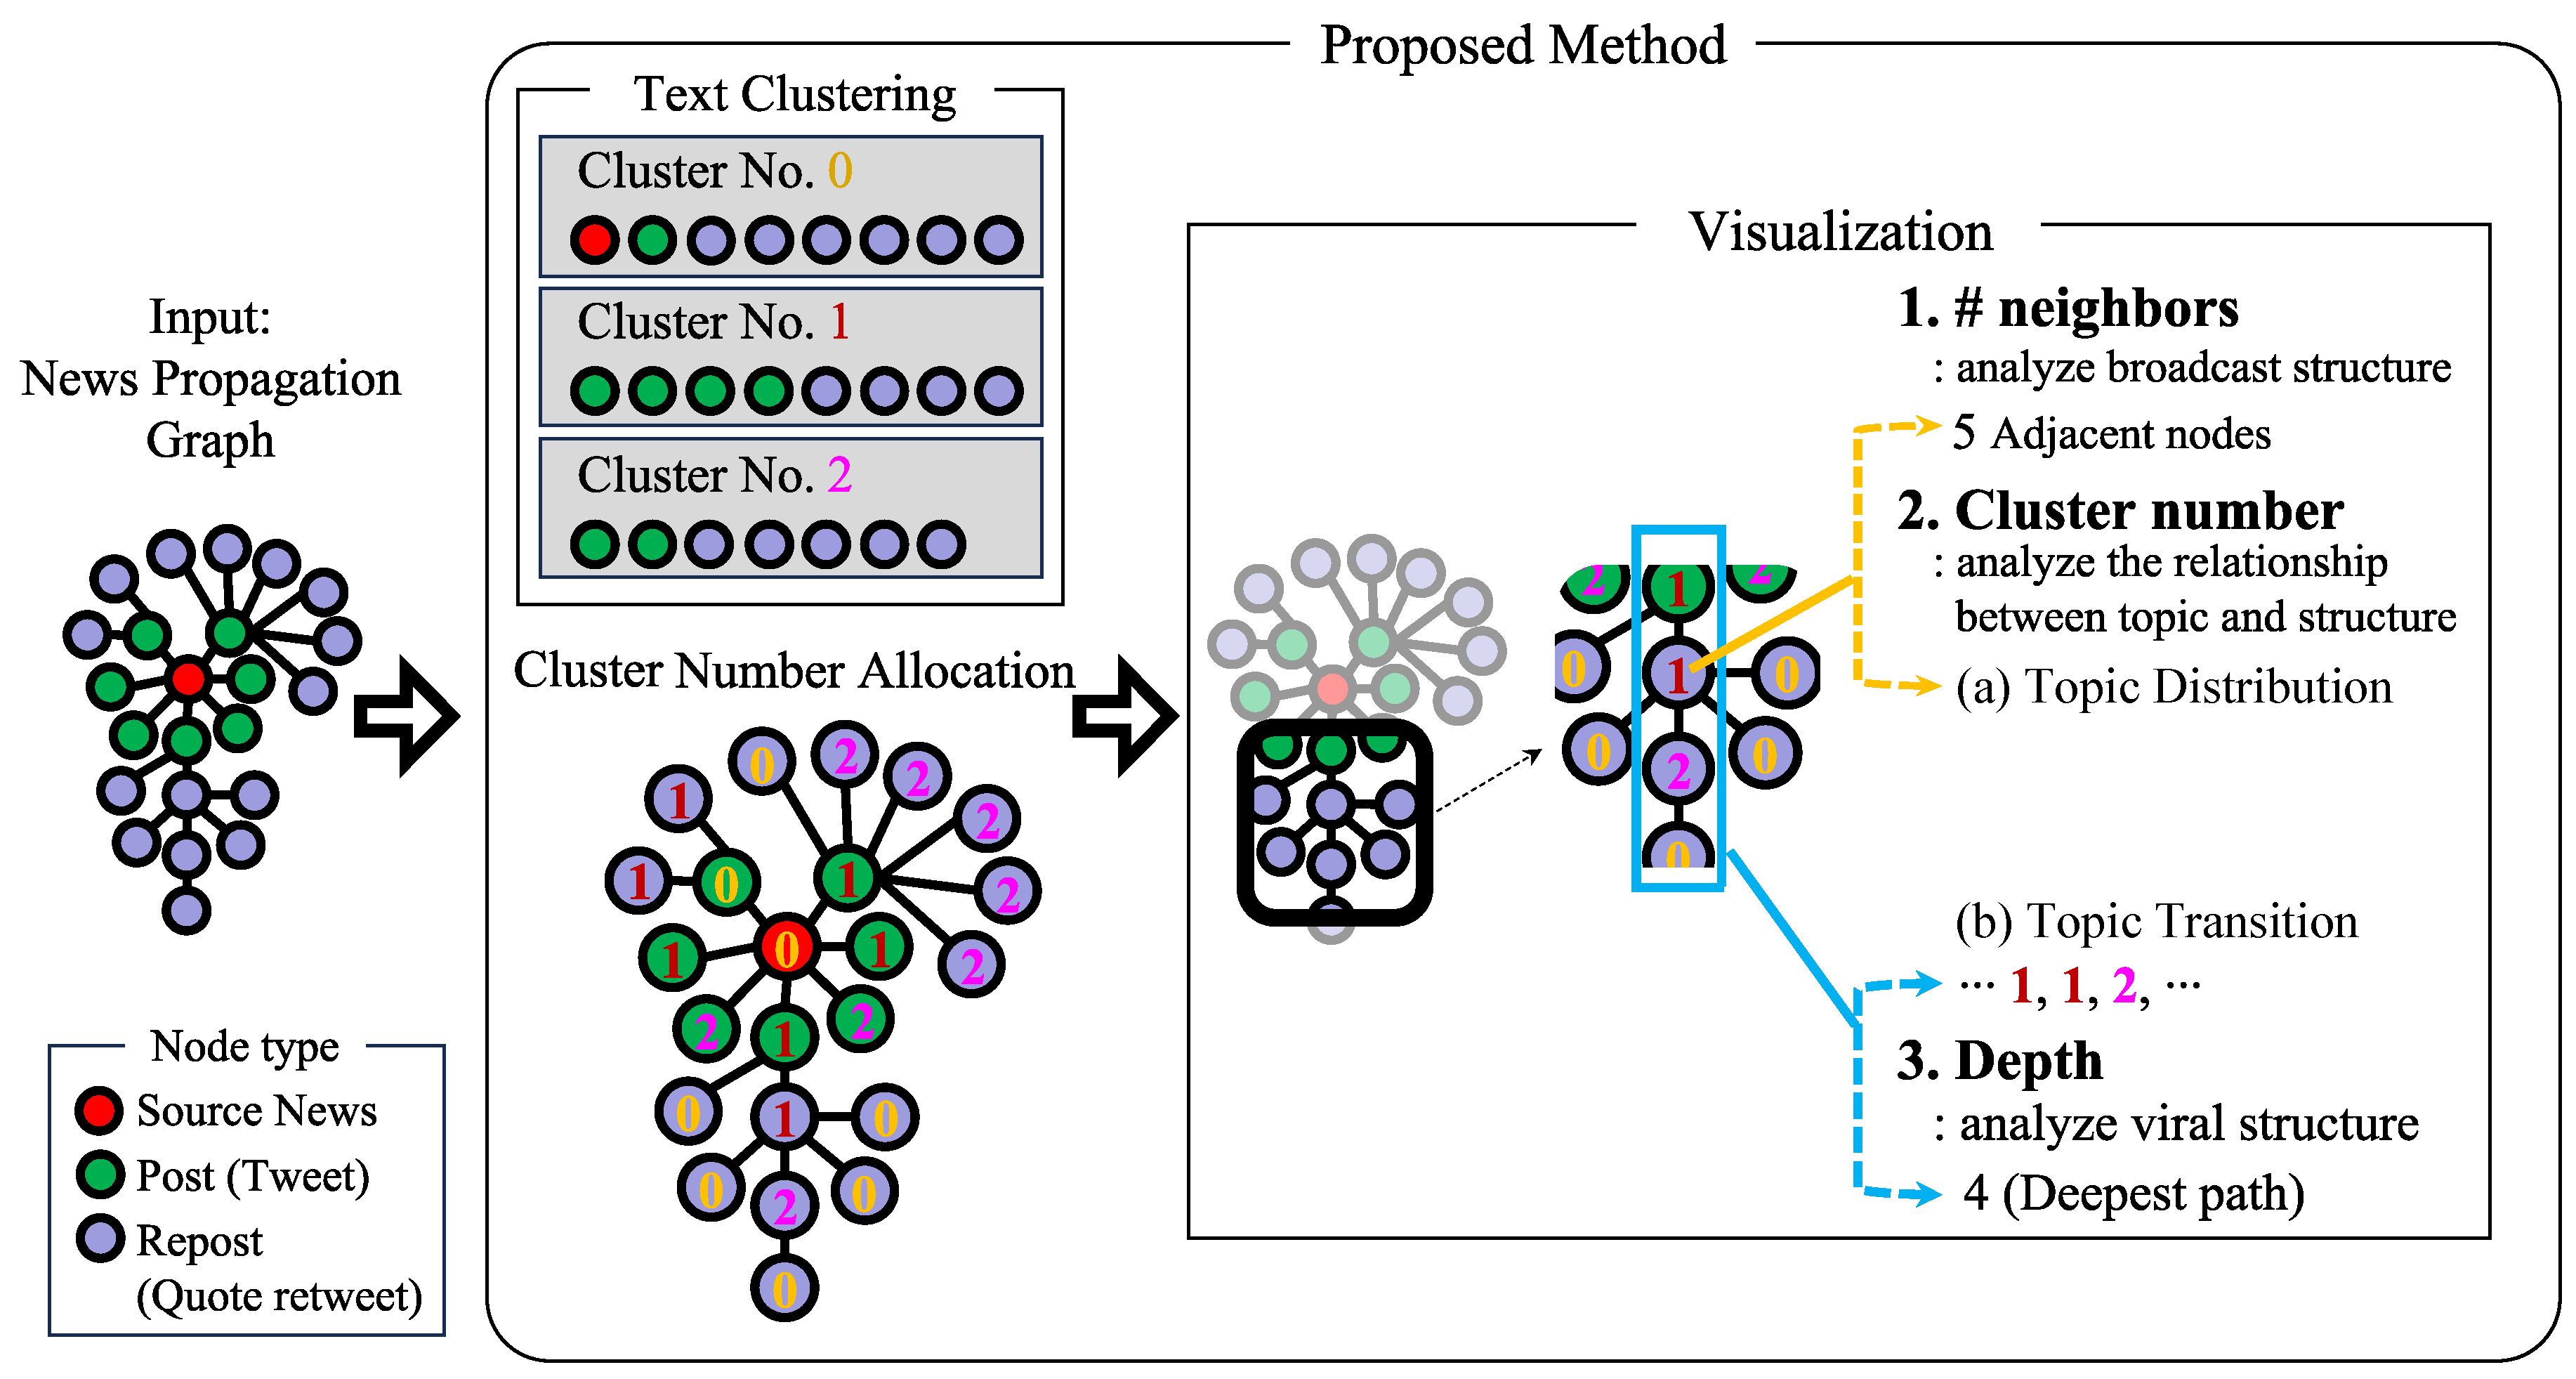 Proposed Method
Text Clustering
Cluster No. 0
Cluster No. 1
Cluster No. 2
Input:
News Propagation
Graph
Cluster Number Allocation
0
2
2
1
2
1
0
1
2
1
0
1
2
2
1
2
0
1
0
0
2
0
0
Node type
Source News
Post (Tweet)
Repost
(Quote retweet)
Visualization
1. # neighbors
: analyze broadcast structure
5 Adjacent nodes
2. Cluster number
: analyze the relationship
between topic and structure
(a) Topic Distribution
2
1
2
0
1
0
0
2
0
0
(b) Topic Transition
··· 1, 1, 2, ···
3. Depth
: analyze viral structure
4 (Deepest path)